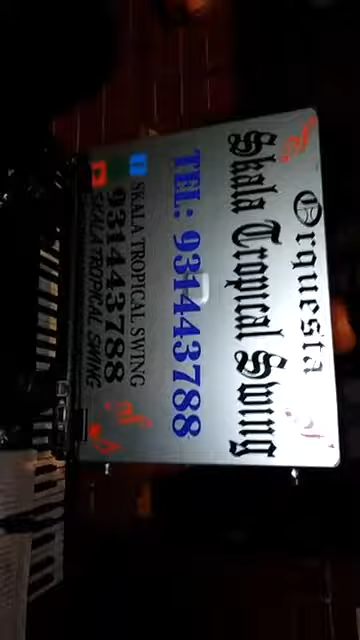 Orquesta
Skala Tropical Swing
TEL: 931443788
SKALA TROPICAL SWING
931443788
SKALA TROPICAL SWING